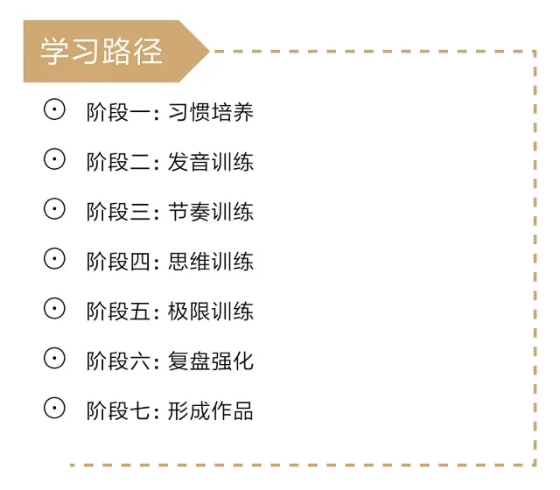 学习路径
阶段一：习惯培养
阶段二：发音训练
阶段三：节奏训练
阶段四：思维训练
阶段五：极限训练
阶段六：复盘强化
阶段七：形成作品